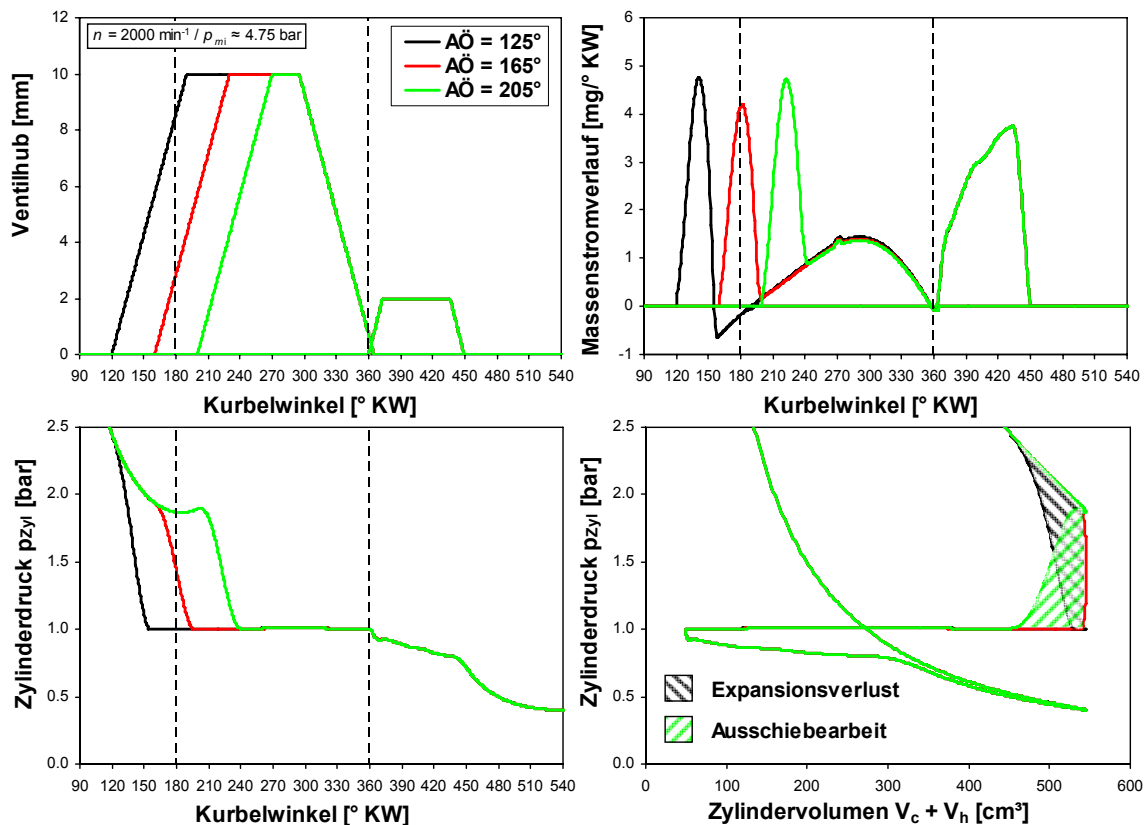 n = 2000 min⁻¹ / p mi ≈ 4.75 bar
AÖ = 125°
AÖ = 165°
AÖ = 205°
Ventilhub [mm]
12
10
8
6
4
2
0
90 120 150 180 210 240 270 300 330 360 390 420 450 480 510 540
Kurbelwinkel [° KW]
Massenstromverlauf [mg/° KW]
6
5
4
3
2
1
0
-1
90 120 150 180 210 240 270 300 330 360 390 420 450 480 510 540
Kurbelwinkel [° KW]
Zylinderdruck pZyl [bar]
2.5
2.0
1.5
1.0
0.5
0.0
90 120 150 180 210 240 270 300 330 360 390 420 450 480 510 540
Kurbelwinkel [° KW]
Zylinderdruck pZyl [bar]
2.5
2.0
1.5
1.0
0.5
0.0
Expansionsverlust
Ausschiebearbeit
0 100 200 300 400 500 600
Zylindervolumen Vc + Vh [cm³]